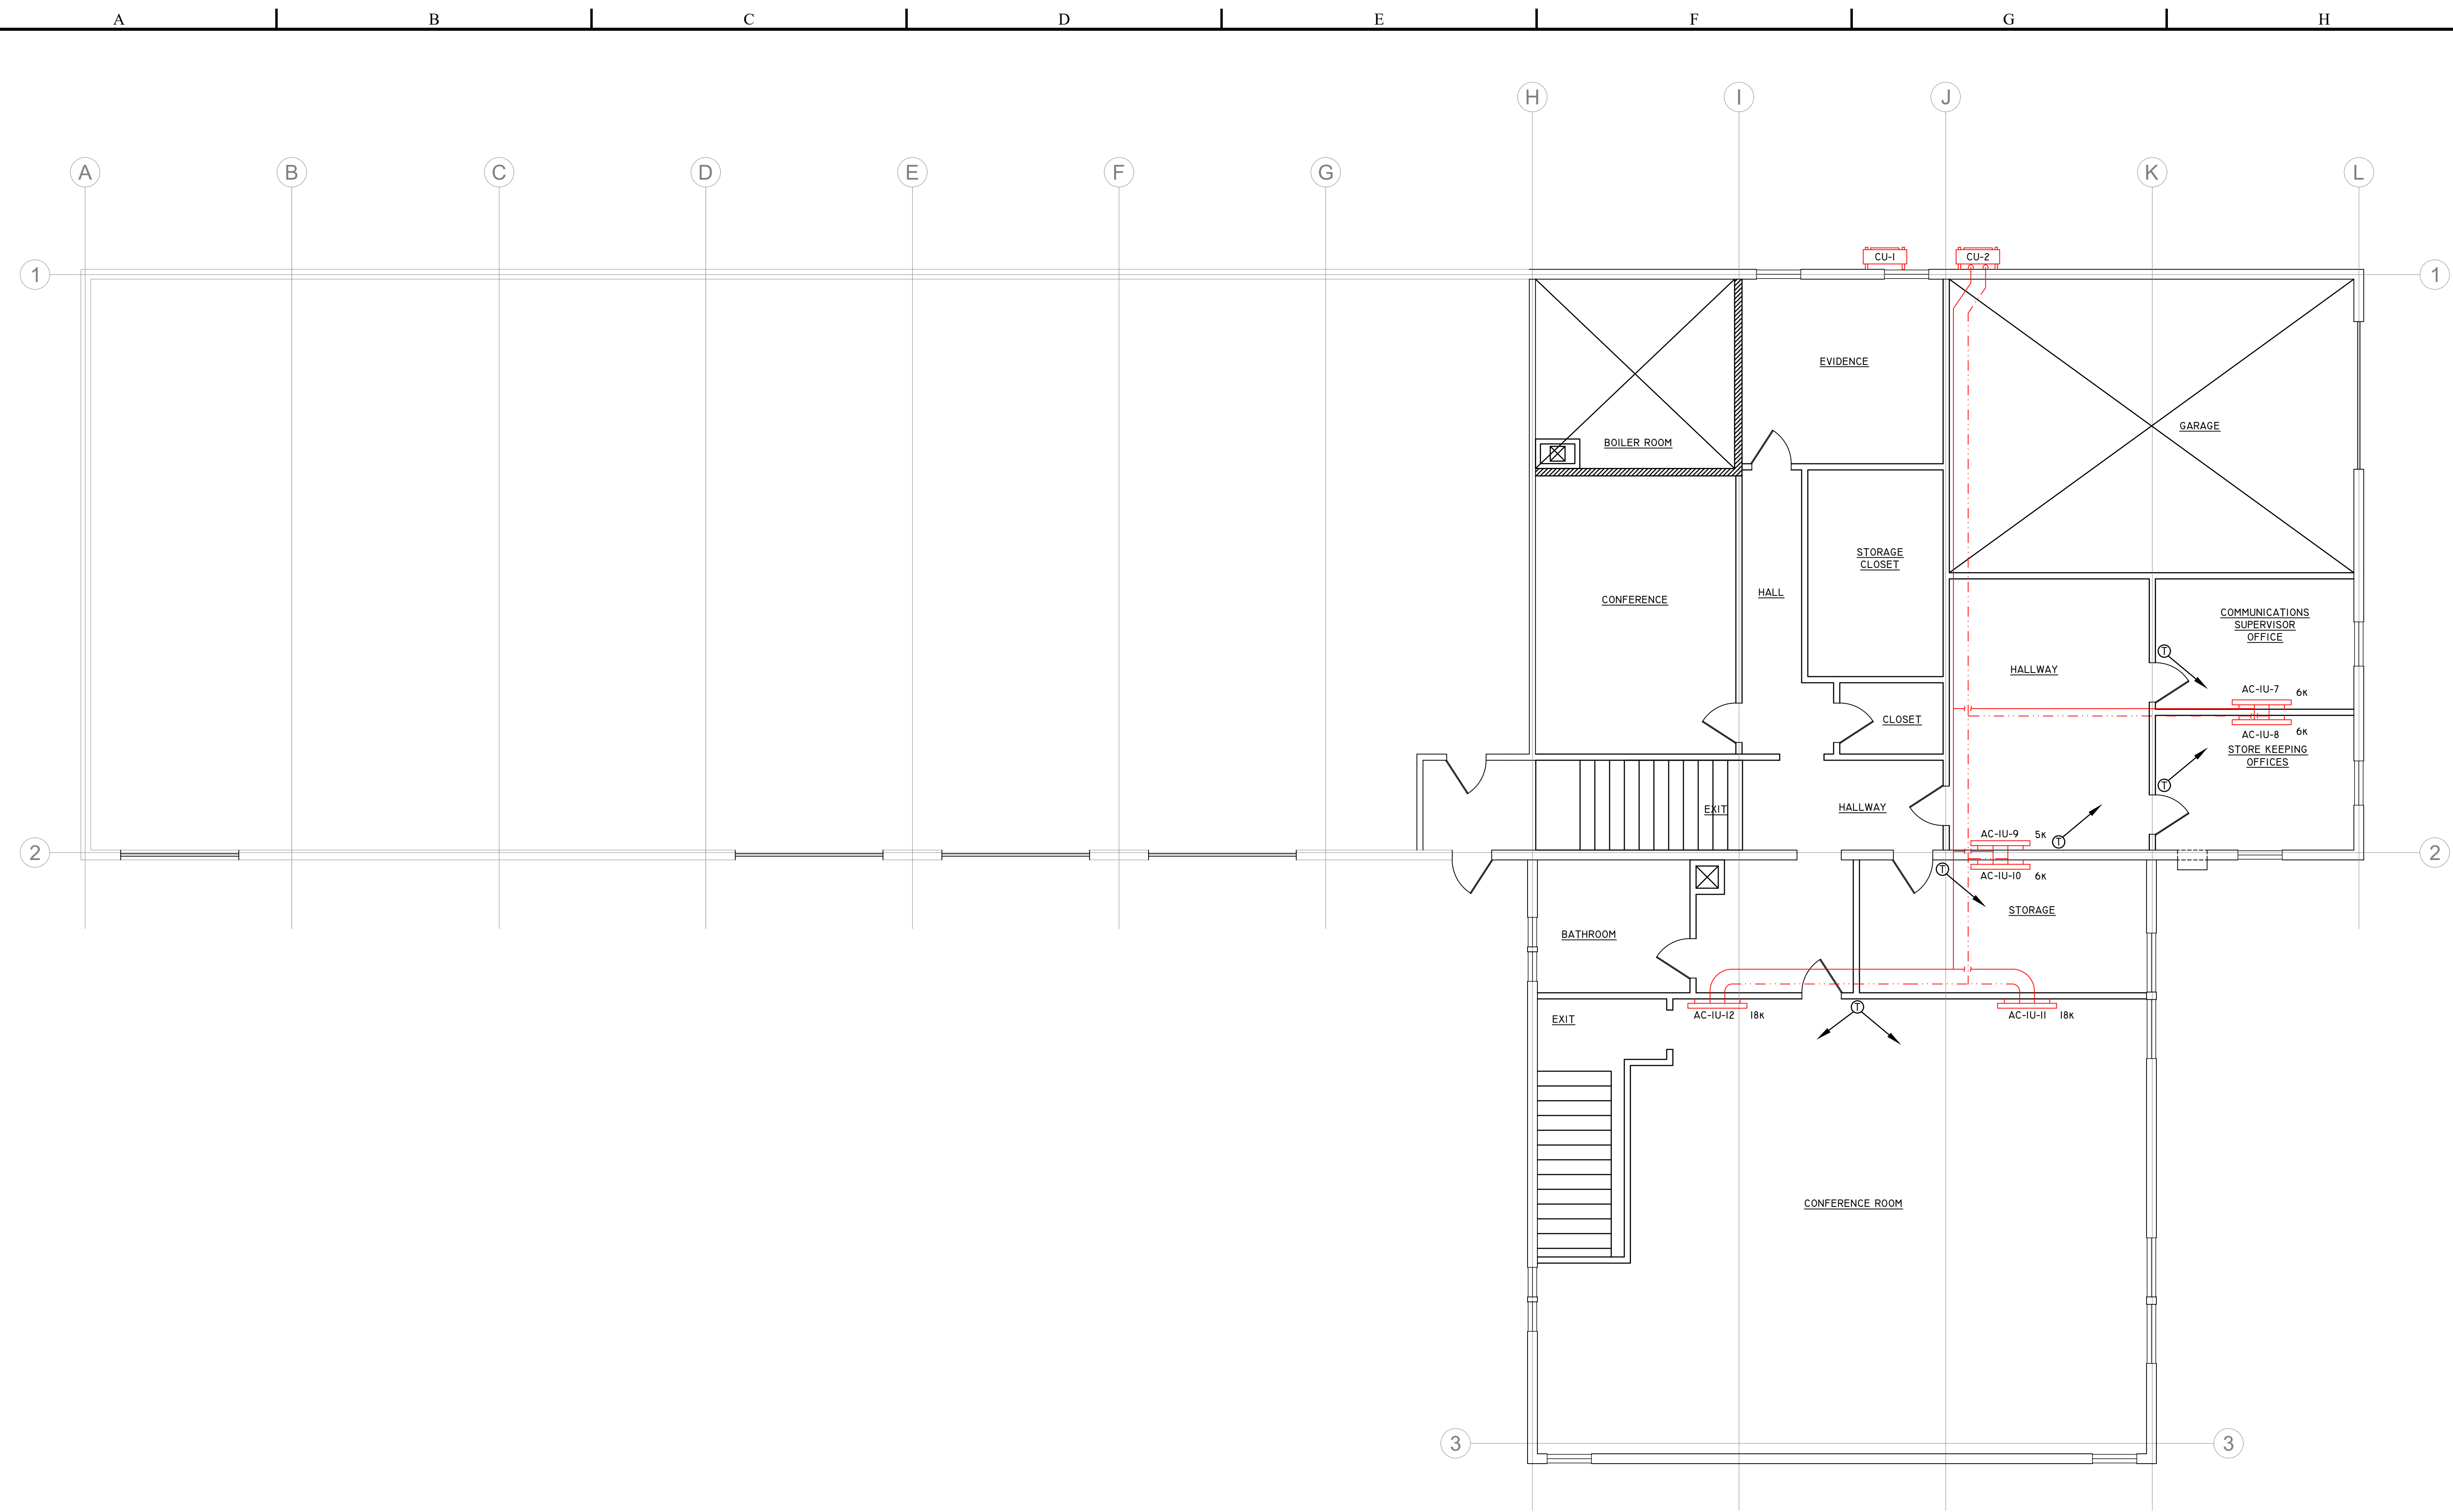 A B C D E F G H
H I J
A B C D E F G K L
CU-1 CU-2
1 1
EVIDENCE
GARAGE
BOILER ROOM
STORAGE
CLOSET
CONFERENCE
HALL
COMMUNICATIONS
SUPERVISOR
OFFICE
T
HALLWAY
AC-IU-7 6K
CLOSET
AC-IU-8 6K
STORE KEEPING
OFFICES
T
EXIT
HALLWAY
AC-IU-9 5K
T
2 2
T
AC-IU-10 6K
STORAGE
BATHROOM
T
AC-IU-12 18K
AC-IU-11 18K
EXIT
CONFERENCE ROOM
3 3